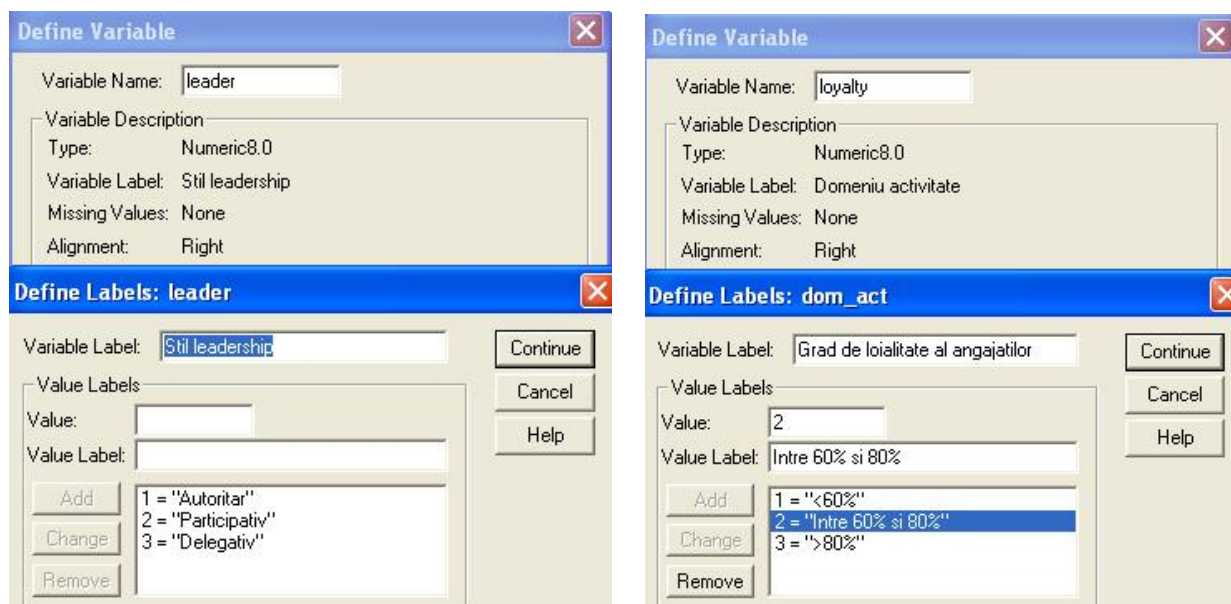 Define Variable
Variable Name: leader
Variable Description
Type: Numeric8.0
Variable Label: Stil leadership
Missing Values: None
Alignment: Right
Define Labels: leader
Variable Label: Stil leadership
Continue
Value Labels
Cancel
Value:
Help
Value Label:
Add
1 = "Autoritar"
2 = "Participativ"
Change
3 = "Delegativ"
Remove
Define Variable
Variable Name: loyalty
Variable Description
Type: Numeric8.0
Variable Label: Domeniu activitate
Missing Values: None
Alignment: Right
Define Labels: dom_act
Variable Label: Grad de loialitate al angajatilor
Continue
Value Labels
Cancel
Value: 2
Help
Value Label: Intre 60% si 80%
Add
1 = "<60%"
2 = "Intre 60% si 80%"
Change
3 = ">80%"
Remove